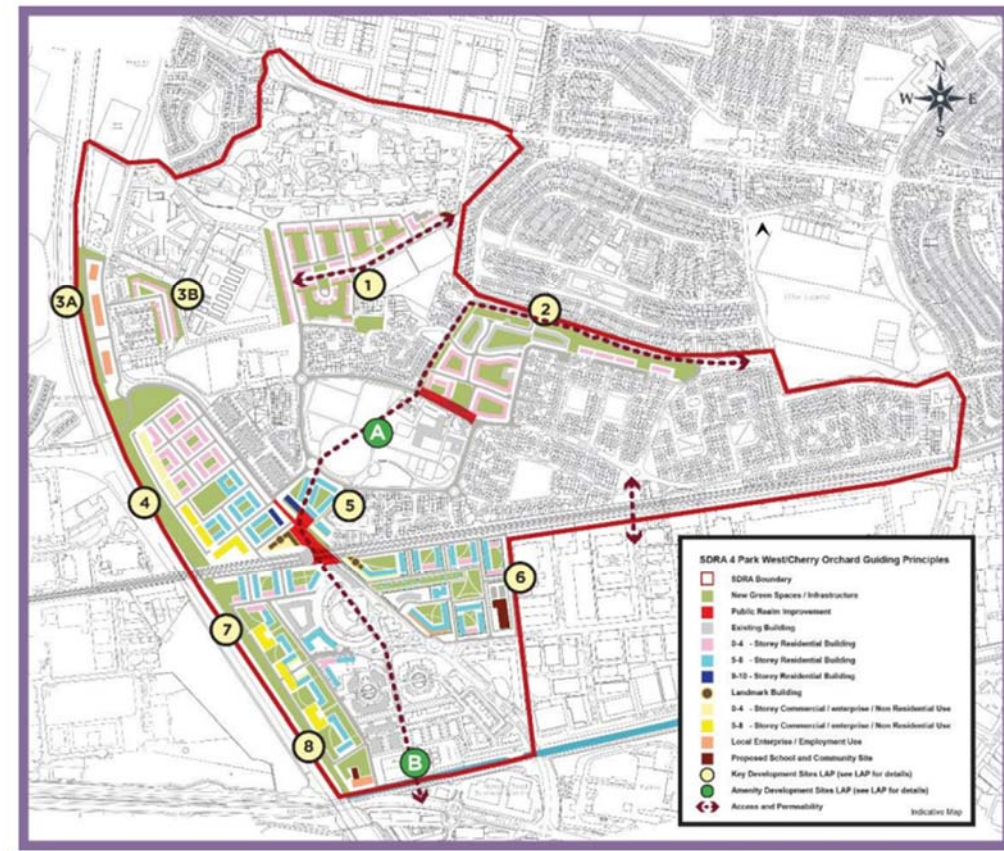 N
W E
S
1
3A
3B
2
A
4
5
6
7
8
B
SDRA 4 Park West/Cherry Orchard Guiding Principles
SDRA Boundary
New Green Spaces / Infrastructure
Public Realm Improvement
Existing Building
0-4 - Storey Residential Building
5-8 - Storey Residential Building
8-10 - Storey Residential Building
Landmark Building
0-4 - Storey Commercial / enterprise / Non Residential Use
5-8 - Storey Commercial / enterprise / Non Residential Use
Local Enterprise / Employment Use
Proposed School and Community Site
Key Development Sites LAP (see LAP for details)
Amenity Development Sites LAP (see LAP for details)
Access and Permeability
Indicative Map